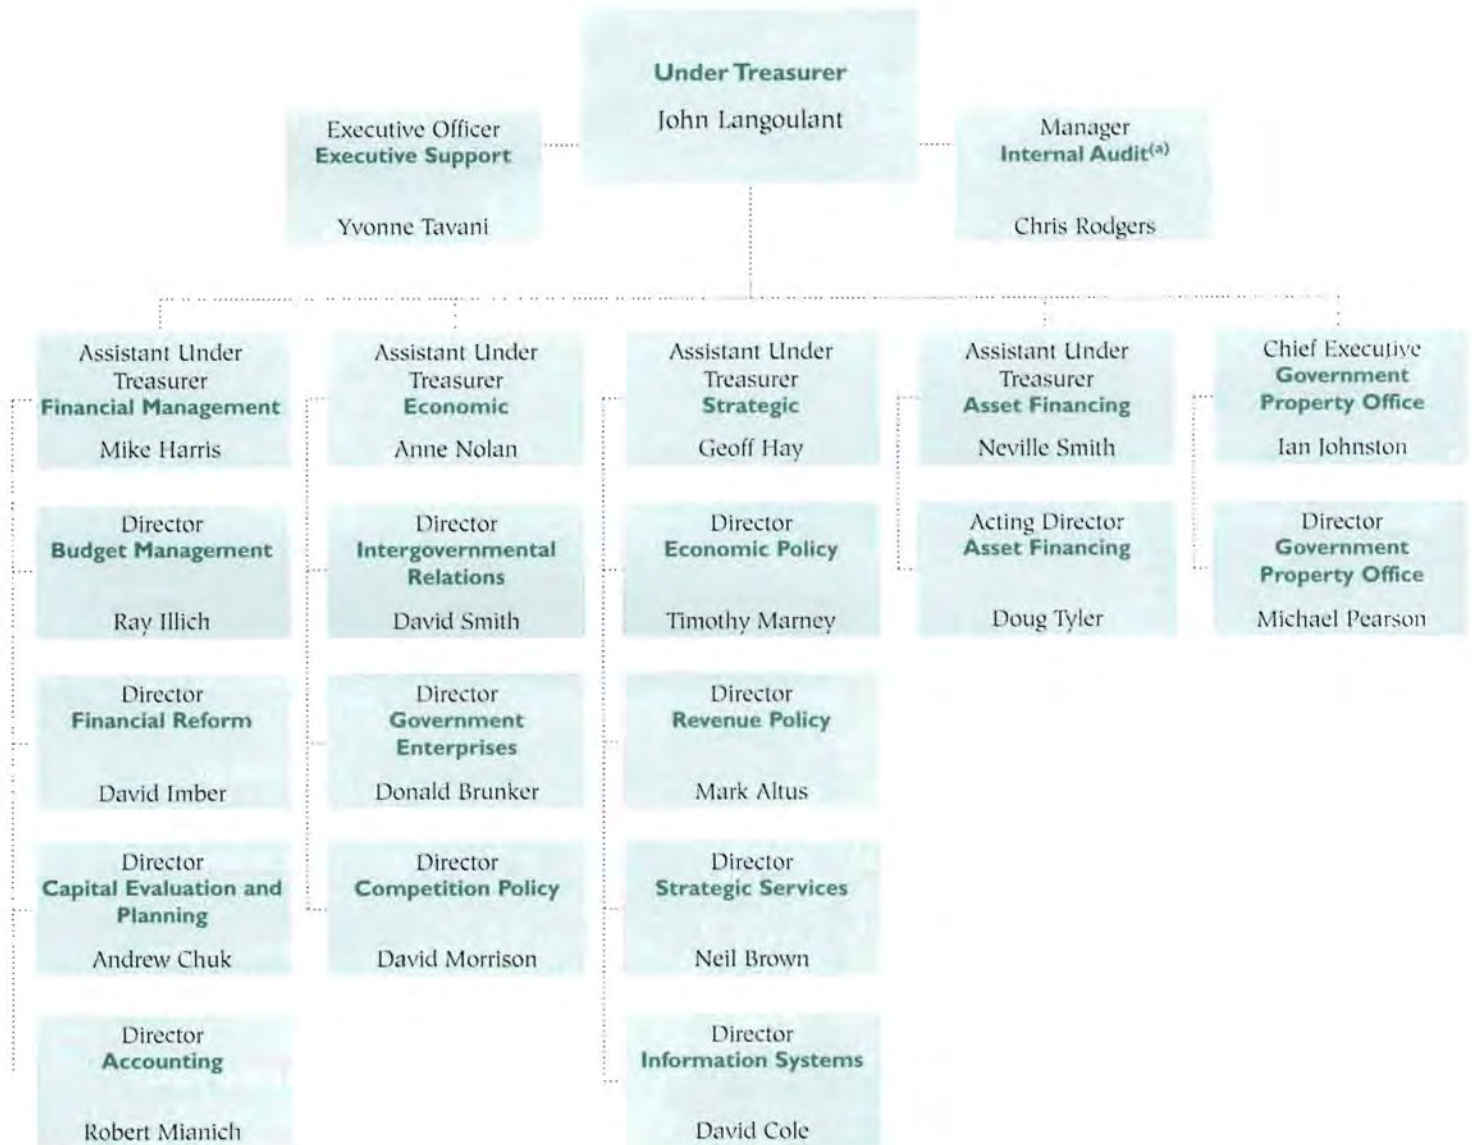 Under Treasurer
John Langoulant
Executive Officer
Executive Support
Yvonne Tavani
Manager
Internal Audit(a)
Chris Rodgers
Assistant Under
Treasurer
Financial Management
Mike Harris
Assistant Under
Treasurer
Economic
Anne Nolan
Assistant Under
Treasurer
Strategic
Geoff Hay
Assistant Under
Treasurer
Asset Financing
Neville Smith
Chief Executive
Government
Property Office
Ian Johnston
Director
Budget Management
Ray Illich
Director
Intergovernmental
Relations
David Smith
Director
Economic Policy
Timothy Marney
Acting Director
Asset Financing
Doug Tyler
Director
Government
Property Office
Michael Pearson
Director
Financial Reform
David Imber
Director
Government
Enterprises
Donald Brunker
Director
Revenue Policy
Mark Altus
Director
Capital Evaluation and
Planning
Andrew Chuk
Director
Competition Policy
David Morrison
Director
Strategic Services
Neil Brown
Director
Accounting
Robert Mianich
Director
Information Systems
David Cole